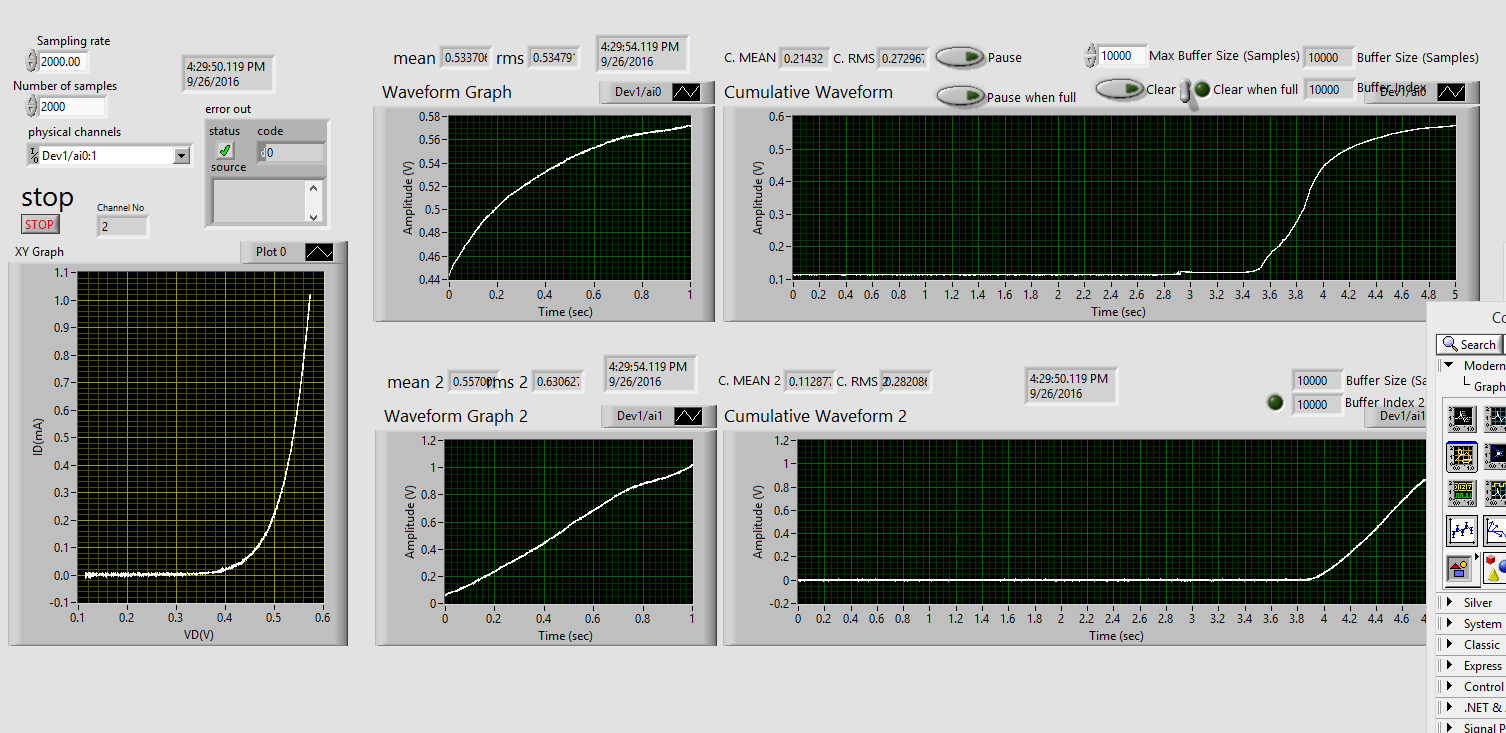 Sampling rate
2000.00
Number of samples
2000
physical channels
Dev1/ai0:1
stop
STOP
Channel No
2
4:29:50.119 PM
9/26/2016
error out
status code
d0
source
XY Graph
Plot 0
1.1
1.0
0.9
0.8
0.7
0.6
0.5
0.4
0.3
0.2
0.1
0.0
-0.1
ID(mA)
0.1 0.2 0.3 0.4 0.5 0.6
VD(V)
mean 0.533706 rms 0.53479
4:29:54.119 PM
9/26/2016
Waveform Graph
Dev1/ai0
0.58
0.56
0.54
0.52
0.5
0.48
0.46
0.44
Amplitude (V)
0 0.2 0.4 0.6 0.8 1
Time (sec)
C. MEAN 0.21432 C. RMS 0.27296
Pause
Pause when full
10000 Max Buffer Size (Samples)
10000 Buffer Size (Samples)
Clear Clear when full
10000 Buffer Index
Cumulative Waveform
Dev1/ai0
0.6
0.5
0.4
0.3
0.2
0.1
Amplitude (V)
0 0.2 0.4 0.6 0.8 1 1.2 1.4 1.6 1.8 2 2.2 2.4 2.6 2.8 3 3.2 3.4 3.6 3.8 4 4.2 4.4 4.6 4.8 5
Time (sec)
mean 2 0.5570 rms 2 0.63062
4:29:54.119 PM
9/26/2016
Waveform Graph 2
Dev1/ai1
1.2
1
0.8
0.6
0.4
0.2
0
Amplitude (V)
0 0.2 0.4 0.6 0.8 1
Time (sec)
C. MEAN 2 0.11287 C. RMS 2 0.282086
4:29:50.119 PM
9/26/2016
10000 Buffer Size (Sa
10000 Buffer Index 2
Cumulative Waveform 2
Dev1/ai1
1.2
1
0.8
0.6
0.4
0.2
0
-0.2
Amplitude (V)
0 0.2 0.4 0.6 0.8 1 1.2 1.4 1.6 1.8 2 2.2 2.4 2.6 2.8 3 3.2 3.4 3.6 3.8 4 4.2 4.4 4.6
Time (sec)
Co
Search
Modern
Graph
Silver
System
Classic
Express
Control
.NET &
Signal P